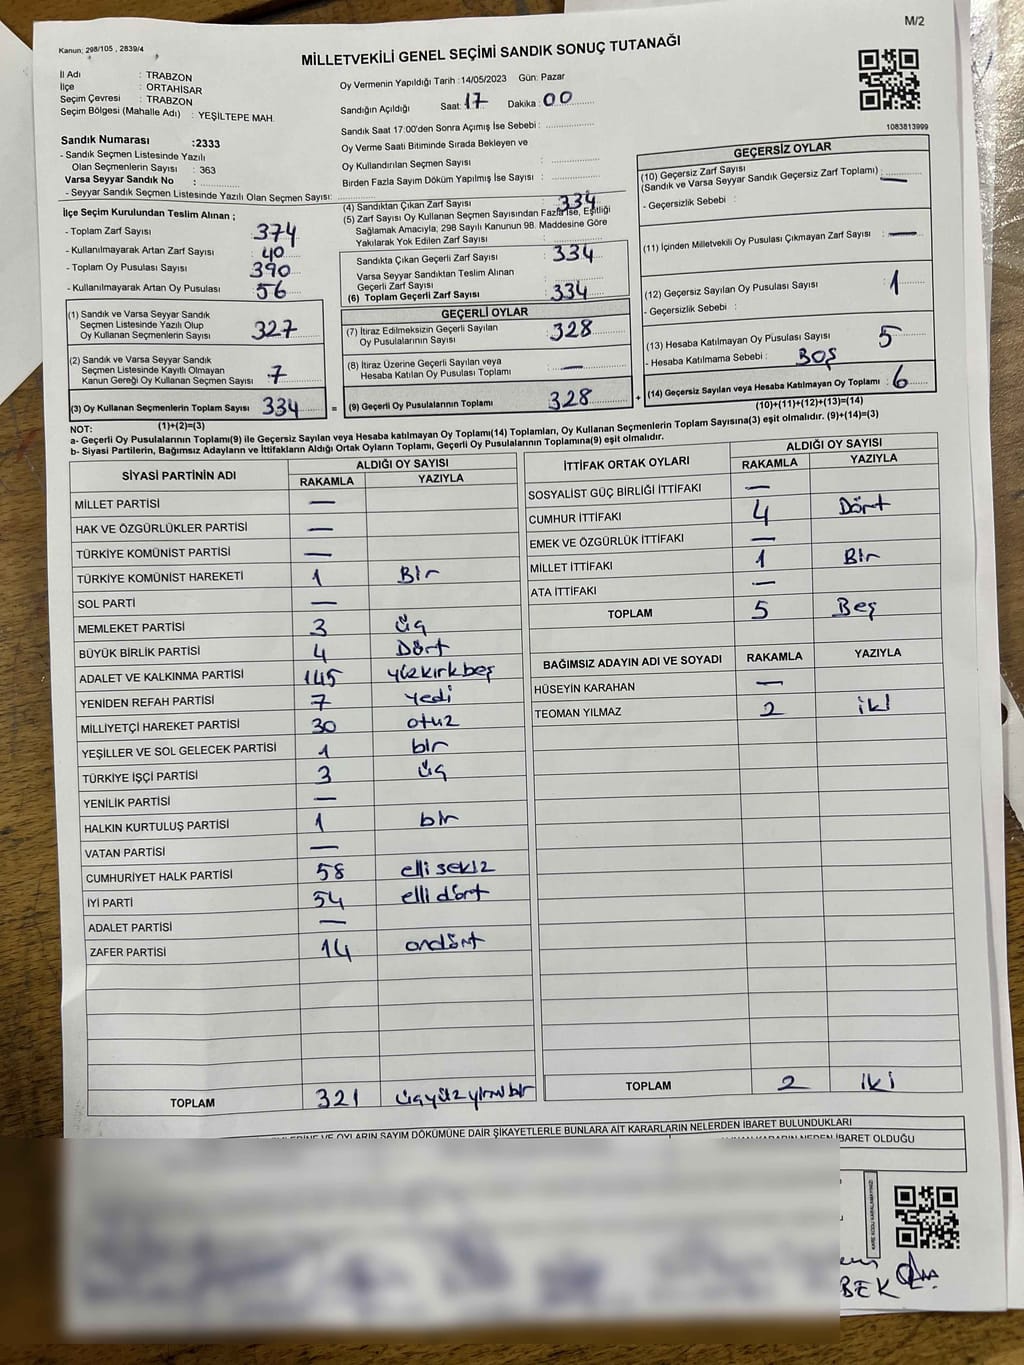 M/2
Kanun: 298/105 , 2839/4
MİLLETVEKİLİ GENEL SEÇİMİ SANDIK SONUÇ TUTANAĞI
İl Adı : TRABZON
İlçe : ORTAHİSAR
Seçim Çevresi : TRABZON
Seçim Bölgesi (Mahalle Adı) : YEŞİLTEPE MAH.
Oy Vermenin Yapıldığı Tarih : 14/05/2023 Gün: Pazar
Sandığın Açıldığı Saat: 17 Dakika: 00
Sandık Saat 17:00'den Sonra Açılmış İse Sebebi :
Oy Verme Saati Bitiminde Sırada Bekleyen ve
Oy Kullandırılan Seçmen Sayısı :
Birden Fazla Sayım Döküm Yapılmış İse Sayısı :
1083813999
Sandık Numarası :2333
- Sandık Seçmen Listesinde Yazılı
Olan Seçmenlerin Sayısı : 363
Varsa Seyyar Sandık No :
- Seyyar Sandık Seçmen Listesinde Yazılı Olan Seçmen Sayısı:
İlçe Seçim Kurulundan Teslim Alınan ;
- Toplam Zarf Sayısı : 374
- Kullanılmayarak Artan Zarf Sayısı : 40
- Toplam Oy Pusulası Sayısı : 390
- Kullanılmayarak Artan Oy Pusulası : 56
(1) Sandık ve Varsa Seyyar Sandık
Seçmen Listesinde Yazılı Olup
Oy Kullanan Seçmenlerin Sayısı : 327
(2) Sandık ve Varsa Seyyar Sandık
Seçmen Listesinde Kayıtlı Olmayan
Kanun Gereği Oy Kullanan Seçmen Sayısı : 7
(3) Oy Kullanan Seçmenlerin Toplam Sayısı : 334
(1)+(2)=(3)
(4) Sandıktan Çıkan Zarf Sayısı : 334
(5) Zarf Sayısı Oy Kullanan Seçmen Sayısından Fazla İse, Eşitliği
Sağlamak Amacıyla, 298 Sayılı Kanunun 98. Maddesine Göre
Yakılarak Yok Edilen Zarf Sayısı :
Sandıkta Çıkan Geçerli Zarf Sayısı : 334
Varsa Seyyar Sandıktan Teslim Alınan
Geçerli Zarf Sayısı :
(6) Toplam Geçerli Zarf Sayısı : 334
GEÇERLİ OYLAR
(7) İtiraz Edilmeksizin Geçerli Sayılan
Oy Pusulalarının Sayısı : 328
(8) İtiraz Üzerine Geçerli Sayılan veya
Hesaba Katılan Oy Pusulası Toplamı : —
= (9) Geçerli Oy Pusulalarının Toplamı : 328
GEÇERSİZ OYLAR
(10) Geçersiz Zarf Sayısı
(Sandık ve Varsa Seyyar Sandık Geçersiz Zarf Toplamı) : —
- Geçersizlik Sebebi :
(11) İçinden Milletvekili Oy Pusulası Çıkmayan Zarf Sayısı : —
(12) Geçersiz Sayılan Oy Pusulası Sayısı : 1
- Geçersizlik Sebebi :
(13) Hesaba Katılmayan Oy Pusulası Sayısı : 5
- Hesaba Katılmama Sebebi : BOŞ
+ (14) Geçersiz Sayılan veya Hesaba Katılmayan Oy Toplamı : 6
(10)+(11)+(12)+(13)=(14)
NOT:
a- Geçerli Oy Pusulalarının Toplamı(9) ile Geçersiz Sayılan veya Hesaba katılmayan Oy Toplamı(14) Toplamları, Oy Kullanan Seçmenlerin Toplam Sayısına(3) eşit olmalıdır. (9)+(14)=(3)
b- Siyasi Partilerin, Bağımsız Adayların ve İttifakların Aldığı Ortak Oyların Toplamı, Geçerli Oy Pusulalarının Toplamına(9) eşit olmalıdır.
SİYASİ PARTİNİN ADI ALDIĞI OY SAYISI
RAKAMLA YAZIYLA
MİLLET PARTİSİ —
HAK VE ÖZGÜRLÜKLER PARTİSİ —
TÜRKİYE KOMÜNİST PARTİSİ —
TÜRKİYE KOMÜNİST HAREKETİ 1 Bir
SOL PARTİ —
MEMLEKET PARTİSİ 3 üç
BÜYÜK BİRLİK PARTİSİ 4 Dört
ADALET VE KALKINMA PARTİSİ 145 yüzkırkbeş
YENİDEN REFAH PARTİSİ 7 yedi
MİLLİYETÇİ HAREKET PARTİSİ 30 otuz
YEŞİLLER VE SOL GELECEK PARTİSİ 1 bir
TÜRKİYE İŞÇİ PARTİSİ 3 üç
YENİLİK PARTİSİ —
HALKIN KURTULUŞ PARTİSİ 1 bir
VATAN PARTİSİ —
CUMHURİYET HALK PARTİSİ 58 elli sekiz
İYİ PARTİ 54 elli dört
ADALET PARTİSİ —
ZAFER PARTİSİ 14 ondört
TOPLAM 321 üçyüzyirmibir
İTTİFAK ORTAK OYLARI ALDIĞI OY SAYISI
RAKAMLA YAZIYLA
SOSYALİST GÜÇ BİRLİĞİ İTTİFAKI —
CUMHUR İTTİFAKI 4 Dört
EMEK VE ÖZGÜRLÜK İTTİFAKI —
MİLLET İTTİFAKI 1 Bir
ATA İTTİFAKI —
TOPLAM 5 Beş
BAĞIMSIZ ADAYIN ADI VE SOYADI RAKAMLA YAZIYLA
HÜSEYİN KARAHAN —
TEOMAN YILMAZ 2 iki
TOPLAM 2 iki
VE OYLARIN SAYIM DÖKÜMÜNE DAİR ŞİKAYETLERLE BUNLARA AİT KARARLARIN NELERDEN İBARET BULUNDUKLARI
NEDEN İBARET OLDUĞU
BEK